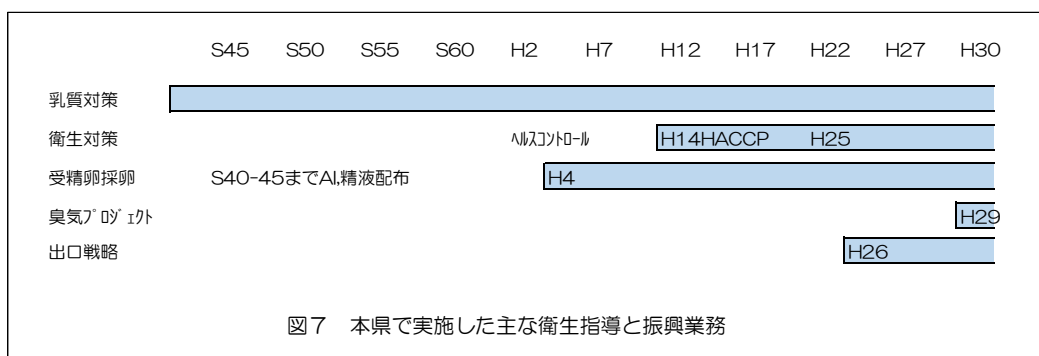 S45 S50 S55 S60 H2 H7 H12 H17 H22 H27 H30
乳質対策
衛生対策 ﾍﾙｽｺﾝﾄﾛｰﾙ H14HACCP H25
受精卵採卵 S40-45までAI,精液配布 H4
臭気ﾌﾟﾛｼﾞｪｸﾄ H29
出口戦略 H26
図７ 本県で実施した主な衛生指導と振興業務